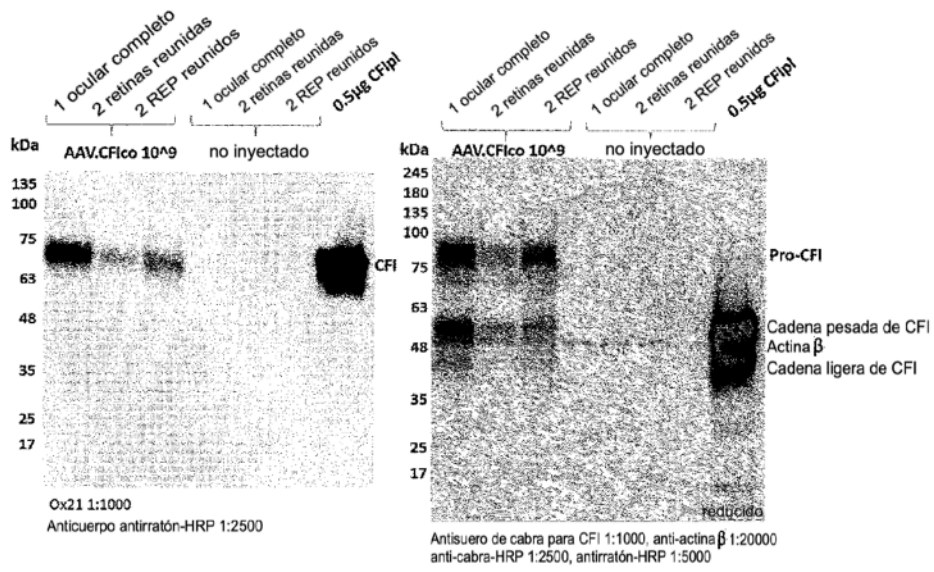 1 ocular completo
2 retinas reunidas
2 REP reunidos
1 ocular completo
2 retinas reunidas
2 REP reunidos
0.5µg CFIpl
kDa
AAV.CFIco 10^9
no inyectado
135
100
75
63
48
35
25
17
CFI
Ox21 1:1000
Anticuerpo antirratón-HRP 1:2500
1 ocular completo
2 retinas reunidas
2 REP reunidos
1 ocular completo
2 retinas reunidas
2 REP reunidos
0.5µg CFIpl
kDa
AAV.CFIco 10^9
no inyectado
245
180
135
100
75
63
48
35
25
17
Pro-CFI
Cadena pesada de CFI
Actina β
Cadena ligera de CFI
reducido
Antisuero de cabra para CFI 1:1000, anti-actina β 1:20000
anti-cabra-HRP 1:2500, antirratón-HRP 1:5000